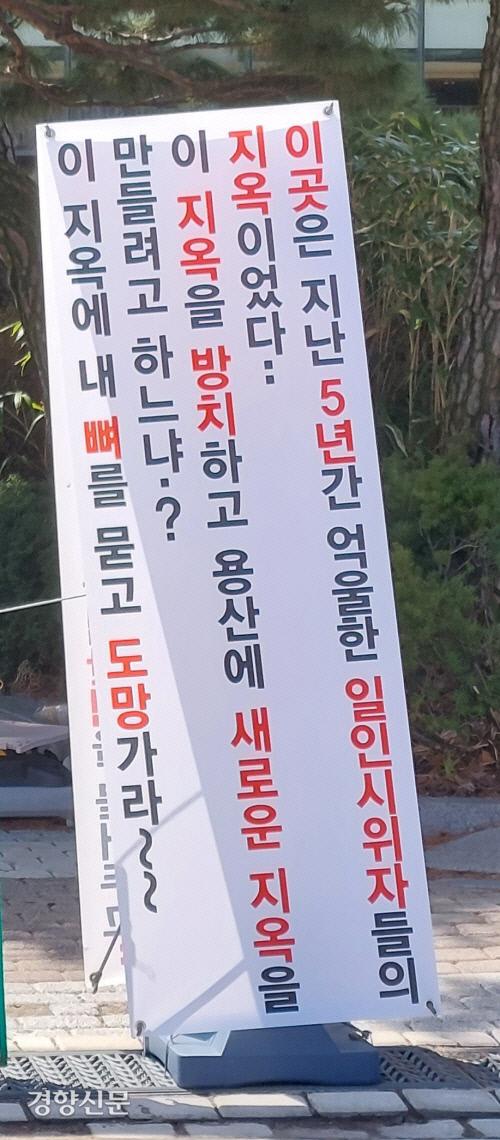 이곳은 지난 5년간 억울한 일인시위자들의
지옥이었다:
이 지옥을 방치하고 용산에 새로운 지옥을
만들려고 하느냐.?
이 지옥에 내 뼈를 묻고 도망가라~~
경향신문